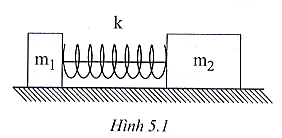 k
m₁ m₂
Hình 5.1